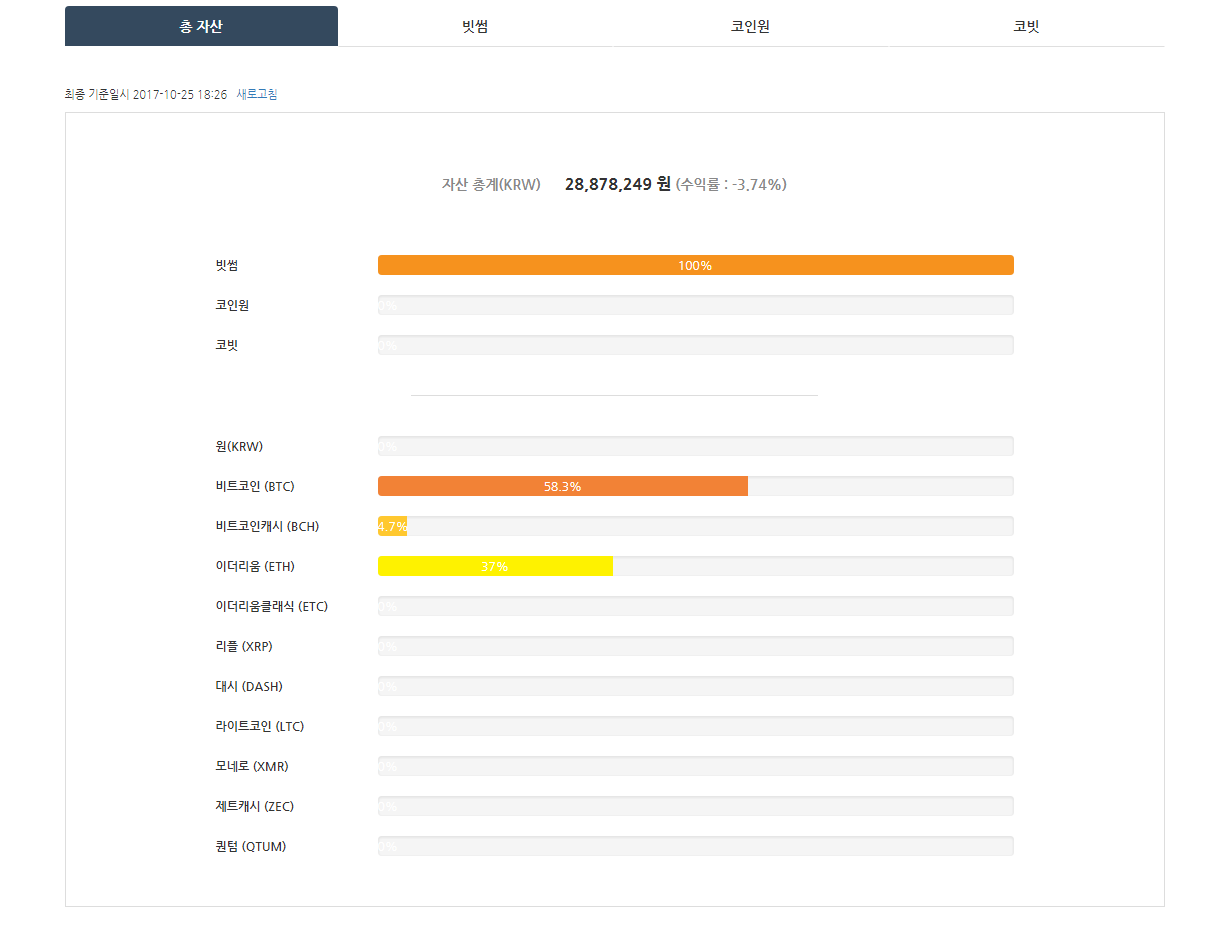 총 자산 빗썸 코인원 코빗
최종 기준일시 2017-10-25 18:26 새로고침
자산 총계(KRW) 28,878,249 원 (수익률 : -3.74%)
빗썸 100%
코인원 0%
코빗 0%
원(KRW) 0%
비트코인 (BTC) 58.3%
비트코인캐시 (BCH) 4.7%
이더리움 (ETH) 37%
이더리움클래식 (ETC) 0%
리플 (XRP) 0%
대시 (DASH) 0%
라이트코인 (LTC) 0%
모네로 (XMR) 0%
제트캐시 (ZEC) 0%
퀀텀 (QTUM) 0%